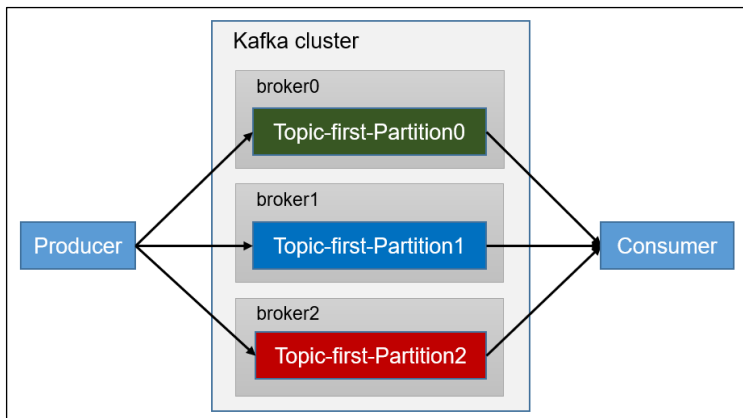 Kafka cluster
broker0
Topic-first-Partition0
broker1
Producer
Topic-first-Partition1
Consumer
broker2
Topic-first-Partition2